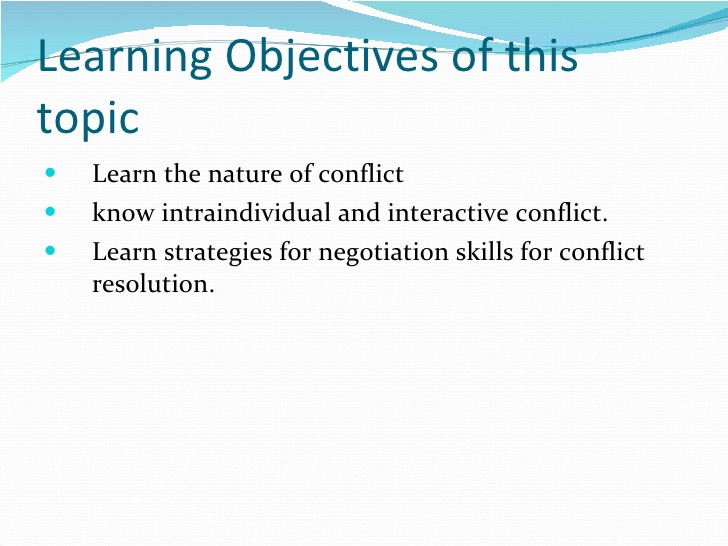 Learning Objectives of this
topic
• Learn the nature of conflict
• know intraindividual and interactive conflict.
• Learn strategies for negotiation skills for conflict
resolution.